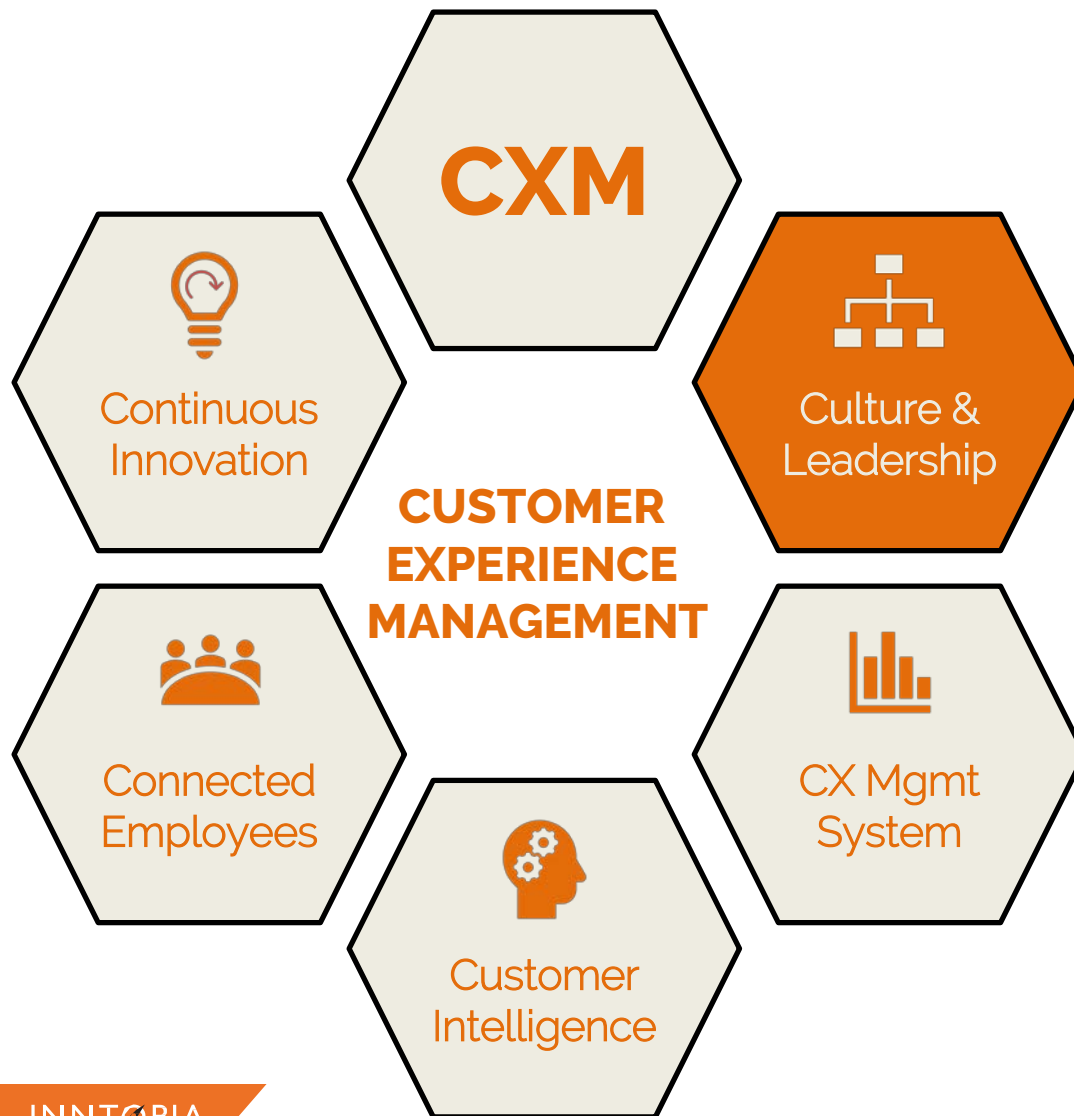 CXM
Continuous
Innovation
Culture &
Leadership
CUSTOMER
EXPERIENCE
MANAGEMENT
Connected
Employees
CX Mgmt
System
Customer
Intelligence